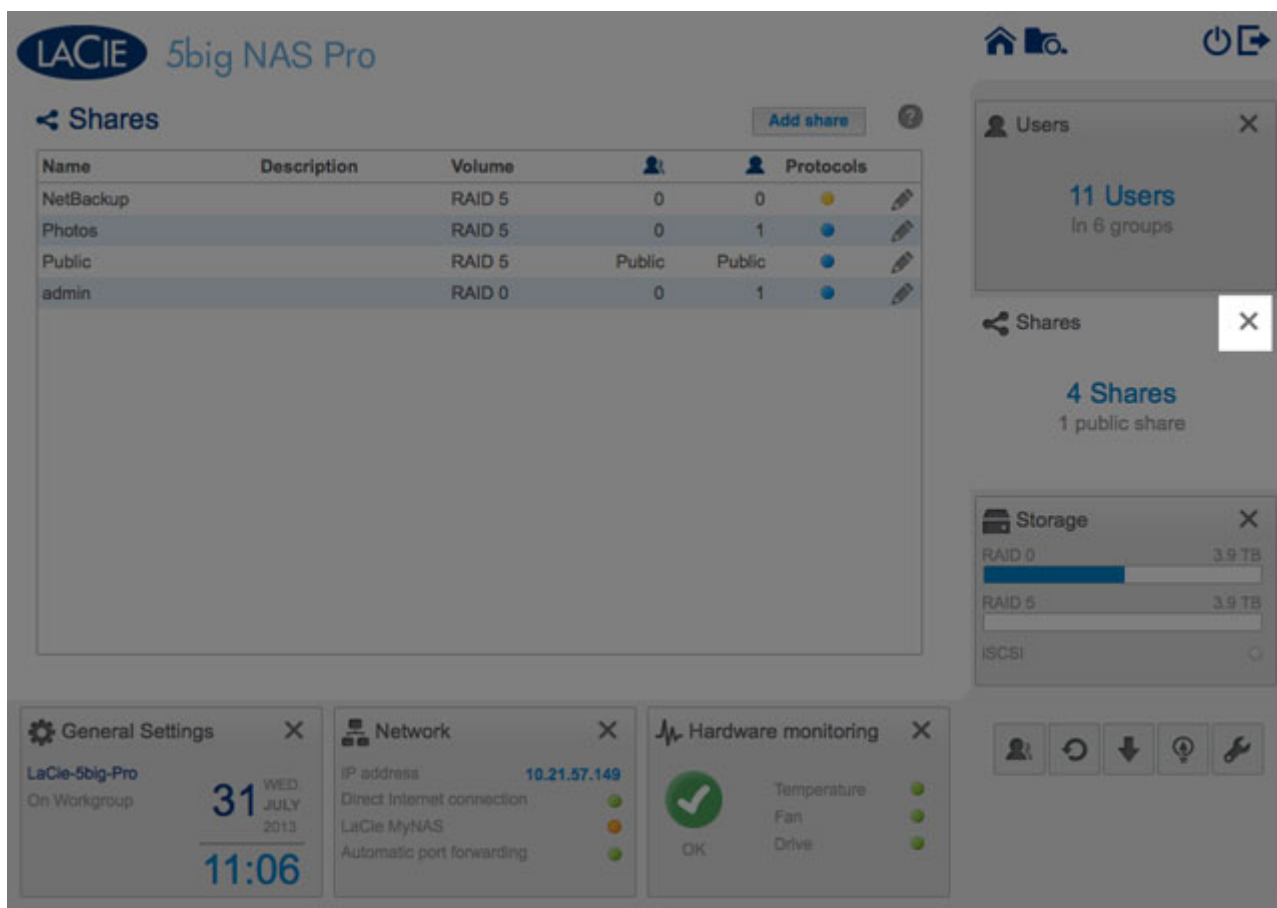 LACIE 5big NAS Pro
Shares
Add share
Name Description Volume Protocols
NetBackup RAID 5 0 0
Photos RAID 5 0 1
Public RAID 5 Public Public
admin RAID 0 0 1
Users
11 Users
In 6 groups
Shares
4 Shares
1 public share
Storage
RAID 0 3.9 TB
RAID 5 3.9 TB
iSCSI
General Settings
LaCie-5big-Pro
On Workgroup
31 WED
JULY
2013
11:06
Network
IP address 10.21.57.149
Direct Internet connection
LaCie MyNAS
Automatic port forwarding
Hardware monitoring
OK
Temperature
Fan
Drive